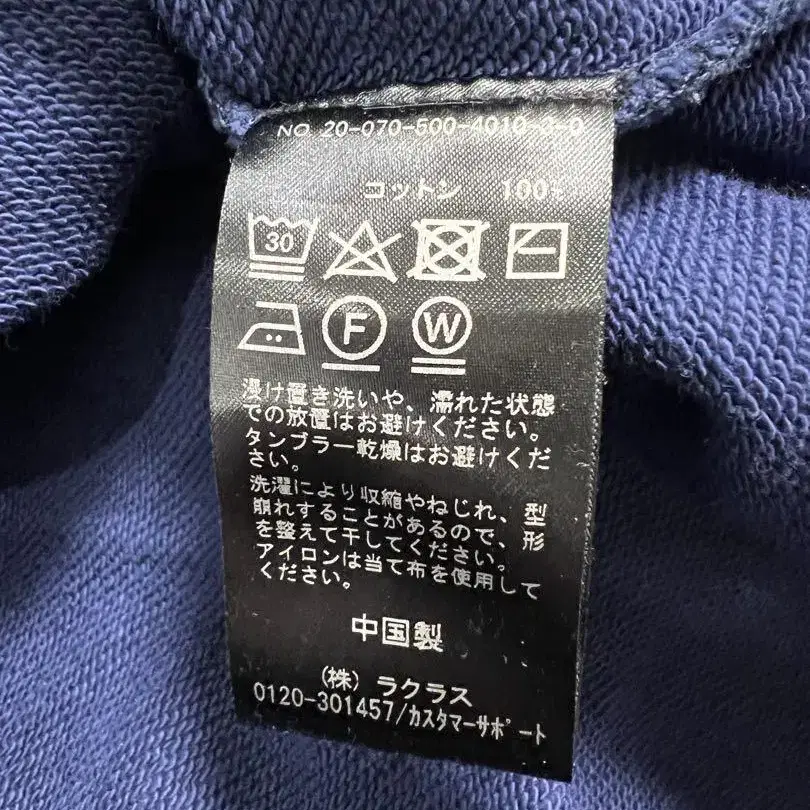 NO 20-070-500-4010-3-0
コットン 100%
30
F W
浸け置き洗いや、濡れた状態
での放置はお避けください。
タンブラー乾燥はお避けくだ
さい。
洗濯により収縮やねじれ、型
崩れすることがあるので、形
を整えて干してください。
アイロンは当て布を使用して
ください。
中国製
(株) ラクラス
0120-301457/カスタマーサポート